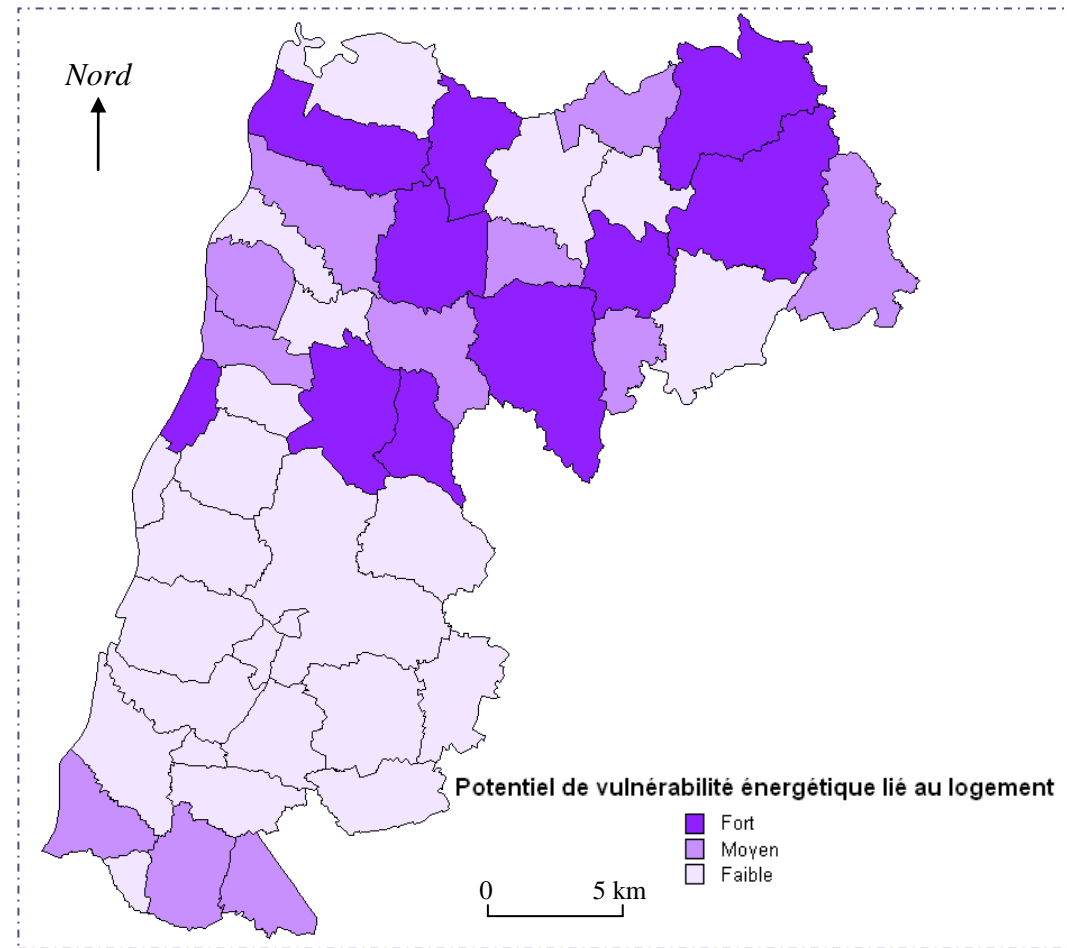 Nord
Potentiel de vulnérabilité énergétique lié au logement
Fort
Moyen
Faible
0 5 km